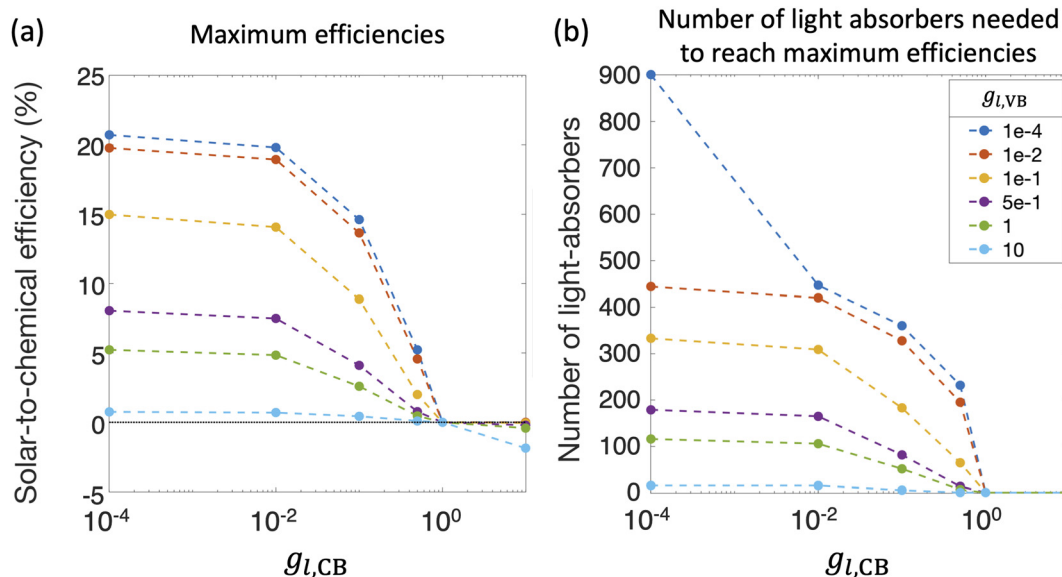 (a)
Maximum efficiencies
Solar-to-chemical efficiency (%)
25
20
15
10
5
0
-5
10^-4
10^-2
10^0
g_l,CB
(b)
Number of light absorbers needed
to reach maximum efficiencies
Number of light-absorbers
900
800
700
600
500
400
300
200
100
0
10^-4
10^-2
10^0
g_l,CB
g_l,VB
1e-4
1e-2
1e-1
5e-1
1
10